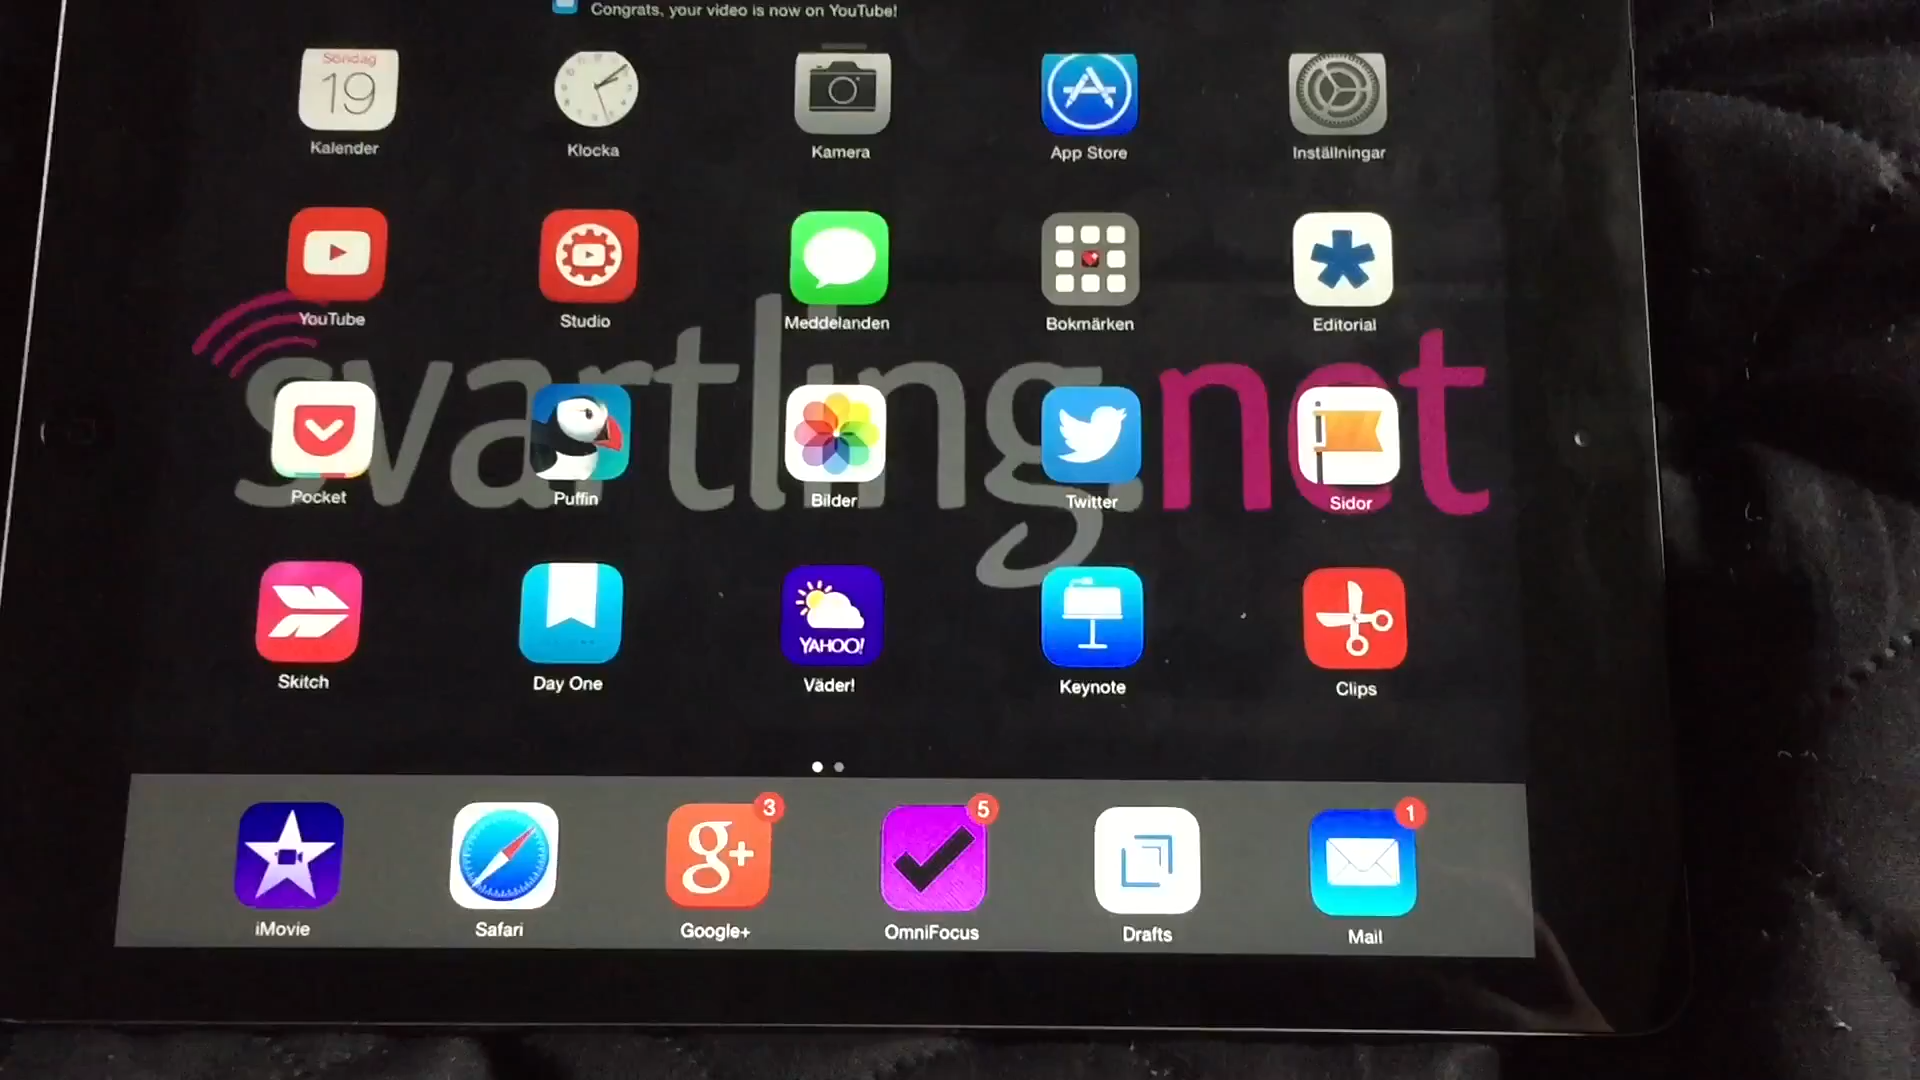 Congrats, your video is now on YouTube!
Söndag
19
Kalender
Klocka
Kamera
App Store
Inställningar
YouTube
Studio
Meddelanden
Bokmärken
Editorial
svartling.net
Pocket
Puffin
Bilder
Twitter
Sidor
YAHOO!
Skitch
Day One
Väder!
Keynote
Clips
3
5
1
g+
iMovie
Safari
Google+
OmniFocus
Drafts
Mail